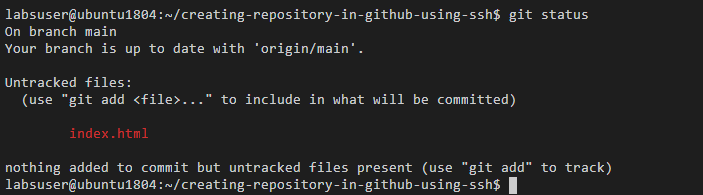 labsuser@ubuntu1804:~/creating-repository-in-github-using-ssh$ git status
On branch main
Your branch is up to date with 'origin/main'.
Untracked files:
(use "git add <file>..." to include in what will be committed)
index.html
nothing added to commit but untracked files present (use "git add" to track)
labsuser@ubuntu1804:~/creating-repository-in-github-using-ssh$